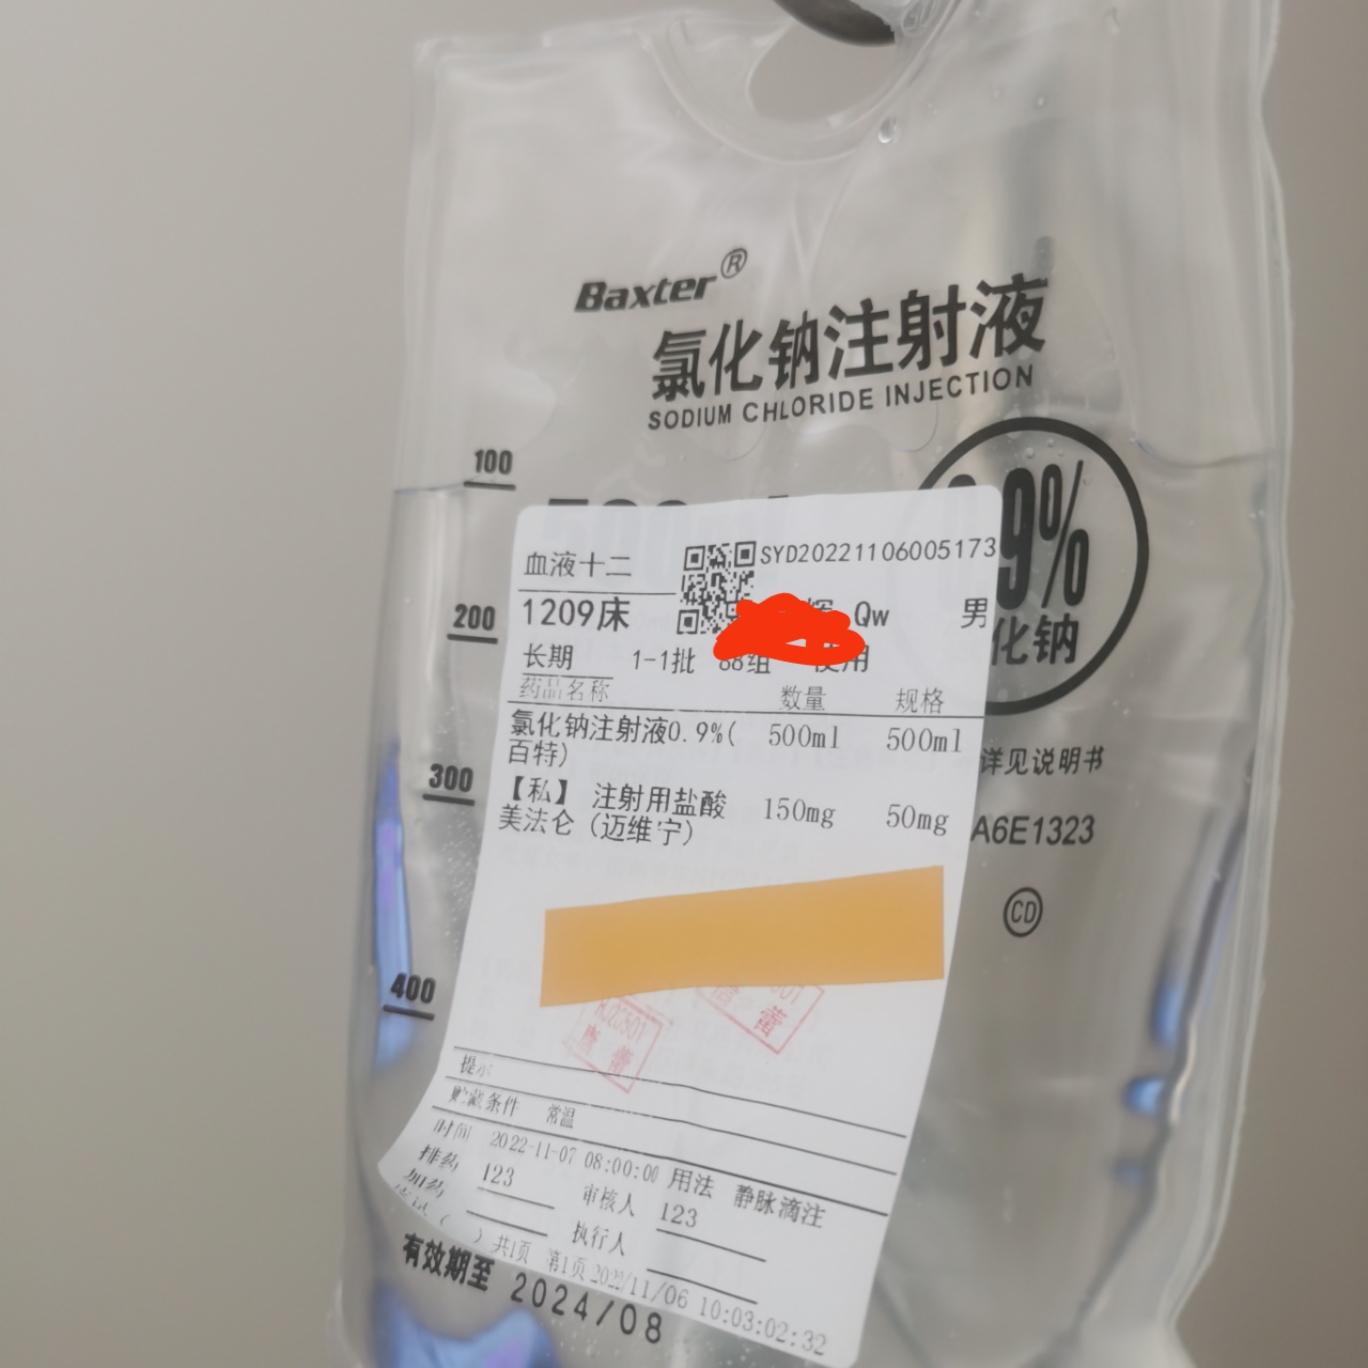 Baxter®
氯化钠注射液
SODIUM CHLORIDE INJECTION
100
9%
化钠
血液十二
SYD20221106005173
200
1209床
Qw 男
长期 1-1批 88组 使用
药品名称 数量 规格
氯化钠注射液0.9%( 500ml 500ml
百特)
详见说明书
300
【私】 注射用盐酸 150mg 50mg
美法仑 (迈维宁)
A6E1323
CD
400
提示
贮藏条件 常温
时间 2022-11-07 08:00:00 用法 静脉滴注
排药 123 审核人 123
加药 执行人
( ) 共1页 第1页 2022/11/06 10:03:02:32
有效期至 2024/08